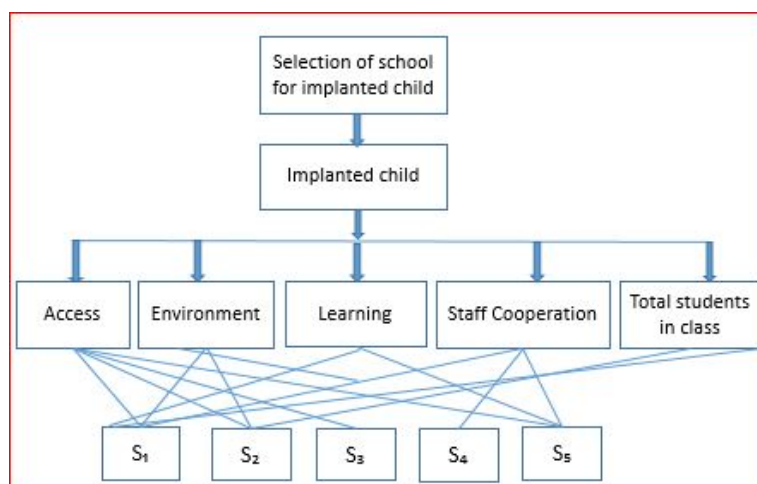 Selection of school
for implanted child
Implanted child
Access
Environment
Learning
Staff Cooperation
Total students
in class
S₁
S₂
S₃
S₄
S₅